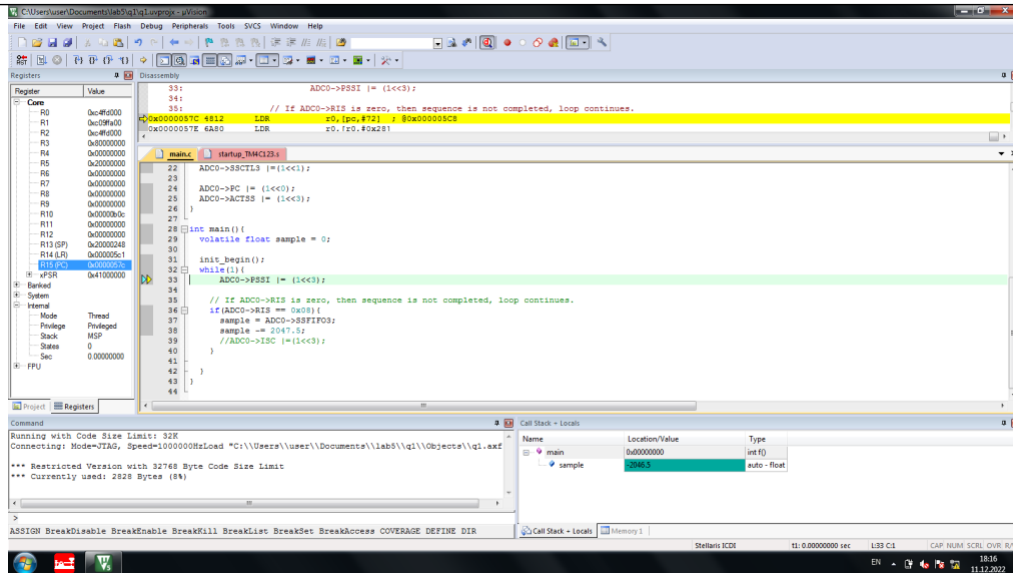 C:\Users\user\Documents\lab5\q1\q1.uvprojx - µVision
File Edit View Project Flash Debug Peripherals Tools SVCS Window Help
Registers
Register Value
Core
R0 0xc4ffd000
R1 0xc09ffa00
R2 0xc4ffd000
R3 0x80000000
R4 0x00000000
R5 0x20000000
R6 0x00000000
R7 0x00000000
R8 0x00000000
R9 0x00000000
R10 0x00000b0c
R11 0x00000000
R12 0x00000000
R13 (SP) 0x20000248
R14 (LR) 0x000005c1
R15 (PC) 0x0000057c
xPSR 0x41000000
Banked
System
Internal
Mode Thread
Privilege Privileged
Stack MSP
States 0
Sec 0.00000000
FPU
Project Registers
Disassembly
33: ADC0->PSSI |= (1<<3);
34:
35: // If ADC0->RIS is zero, then sequence is not completed, loop continues.
0x0000057C 4812 LDR r0,[pc,#72] ; @0x000005C8
0x0000057E 6A80 LDR r0,[r0,#0x28]
main.c startup_TM4C123.s
22 ADC0->SSCTL3 |=(1<<1);
23
24 ADC0->PC |= (1<<0);
25 ADC0->ACTSS |= (1<<3);
26 }
27
28 int main(){
29 volatile float sample = 0;
30
31 init_begin();
32 while(1){
33 ADC0->PSSI |= (1<<3);
34
35 // If ADC0->RIS is zero, then sequence is not completed, loop continues.
36 if(ADC0->RIS == 0x08){
37 sample = ADC0->SSFIFO3;
38 sample -= 2047.5;
39 //ADC0->ISC |=(1<<3);
40 }
41
42 }
43 }
44
Command
Running with Code Size Limit: 32K
Connecting: Mode=JTAG, Speed=1000000HzLoad "C:\\Users\\user\\Documents\\lab5\\q1\\Objects\\q1.axf
*** Restricted Version with 32768 Byte Code Size Limit
*** Currently used: 2828 Bytes (8%)
>
ASSIGN BreakDisable BreakEnable BreakKill BreakList BreakSet BreakAccess COVERAGE DEFINE DIR
Call Stack + Locals
Name Location/Value Type
main 0x00000000 int f()
sample -2046.5 auto - float
Call Stack + Locals Memory 1
Stellaris ICDI t1: 0.00000000 sec L:33 C:1 CAP NUM SCRL OVR R/
EN 18:16
11.12.2022